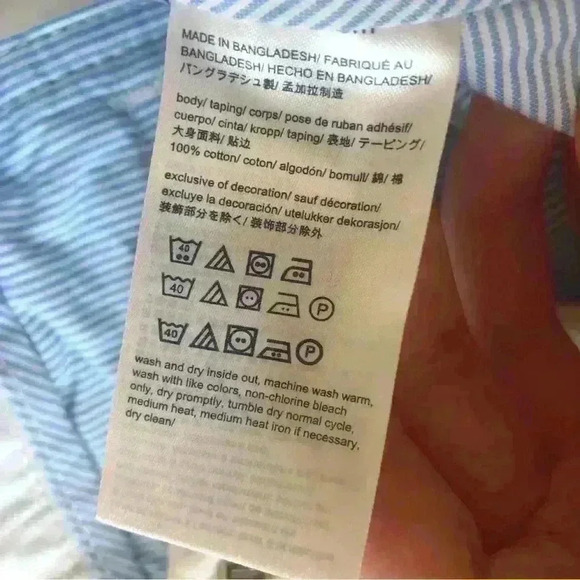 MADE IN BANGLADESH/ FABRIQUÉ AU
BANGLADESH/ HECHO EN BANGLADESH/
バングラデシュ製/ 孟加拉制造
body/ taping/ corps/ pose de ruban adhésif/
cuerpo/ cinta/ kropp/ taping/ 表地/ テーピング/
大身面料/ 贴边
100% cotton/ coton/ algodón/ bomull/ 綿/ 棉
exclusive of decoration/ sauf décoration/
excluye la decoración/ utelukker dekorasjon/
装飾部分を除く/ 装饰部分除外
40
40 P
40 P
wash and dry inside out, machine wash warm,
wash with like colors, non-chlorine bleach
only, dry promptly, tumble dry normal cycle,
medium heat, medium heat iron if necessary,
dry clean/